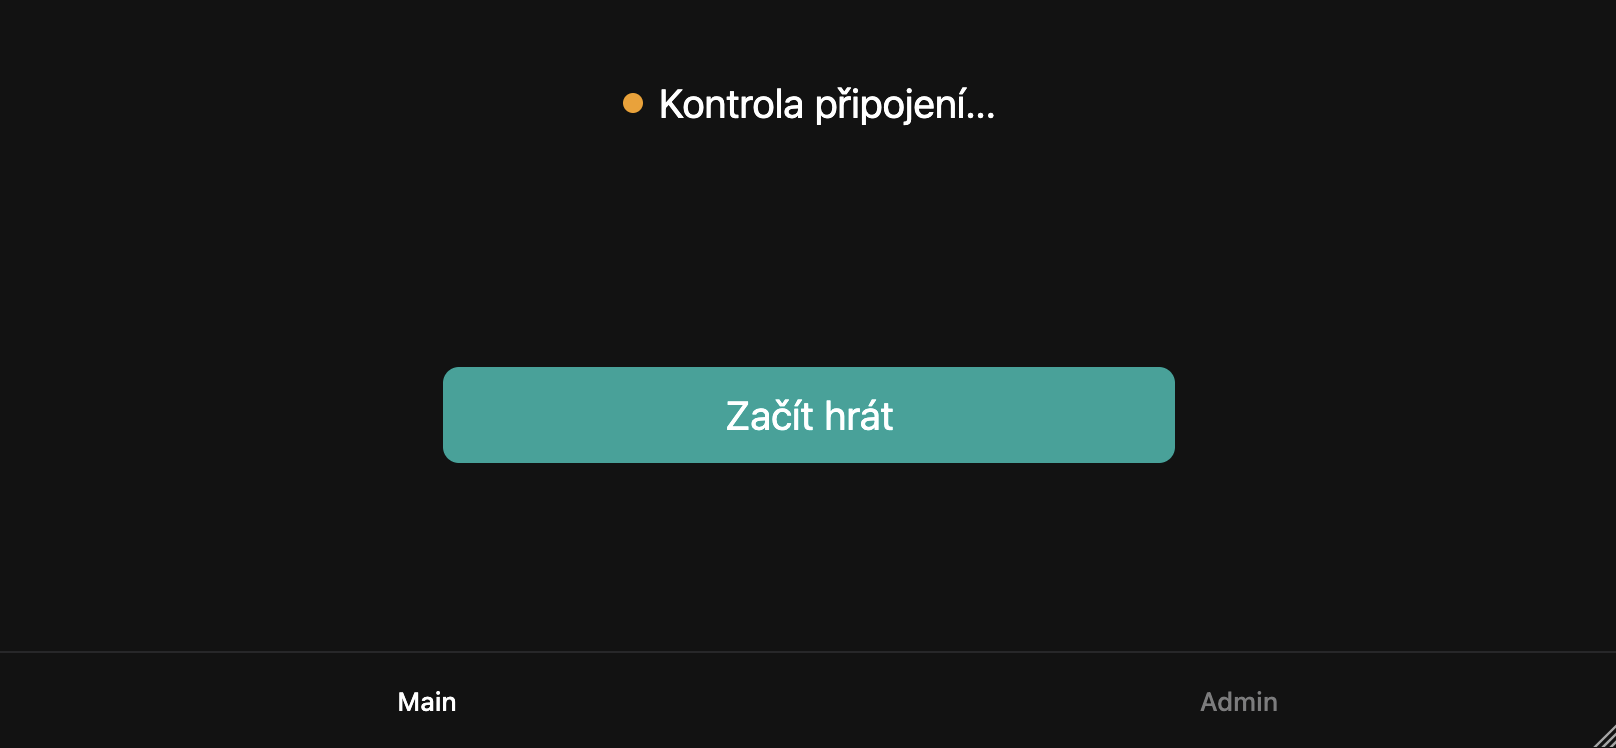 Kontrola připojení...
Začít hrát
Main
Admin